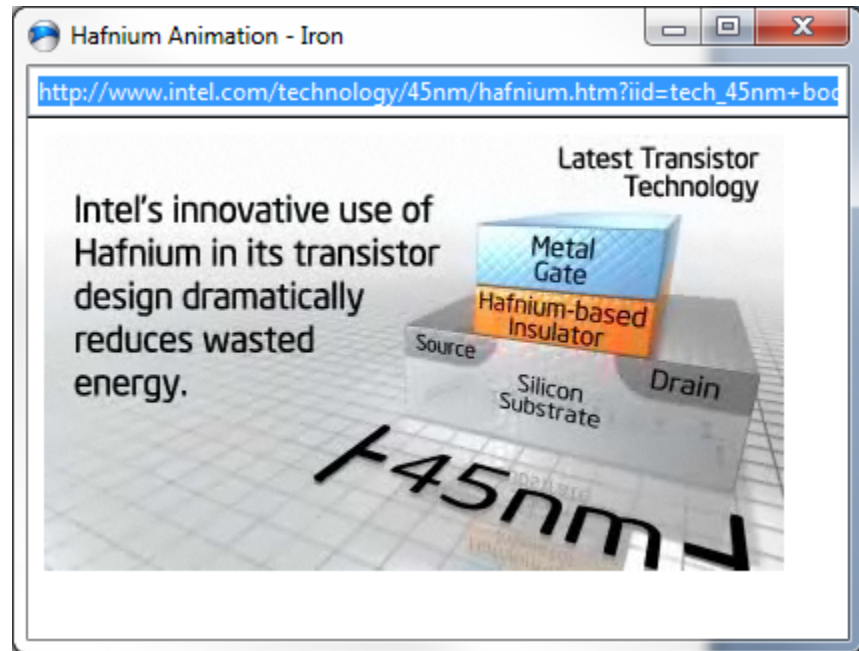 Hafnium Animation - Iron
http://www.intel.com/technology/45nm/hafnium.htm?iid=tech_45nm+boc
Latest Transistor
Technology
Intel's innovative use of
Hafnium in its transistor
design dramatically
reduces wasted
energy.
Metal
Gate
Hafnium-based
Insulator
Source
Drain
Silicon
Substrate
45nm